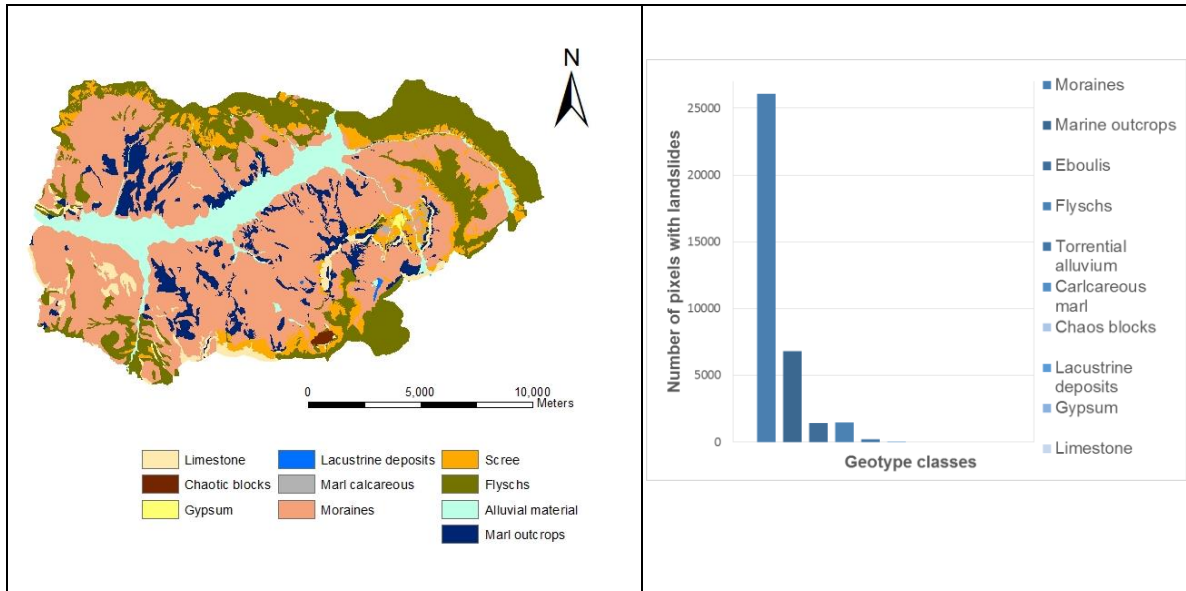 N
0 5,000 10,000
Meters
Limestone
Chaotic blocks
Gypsum
Lacustrine deposits
Marl calcareous
Moraines
Scree
Flyschs
Alluvial material
Marl outcrops
Number of pixels with landslides
25000
20000
15000
10000
5000
0
Geotype classes
Moraines
Marine outcrops
Eboulis
Flyschs
Torrential
alluvium
Carlcareous
marl
Chaos blocks
Lacustrine
deposits
Gypsum
Limestone